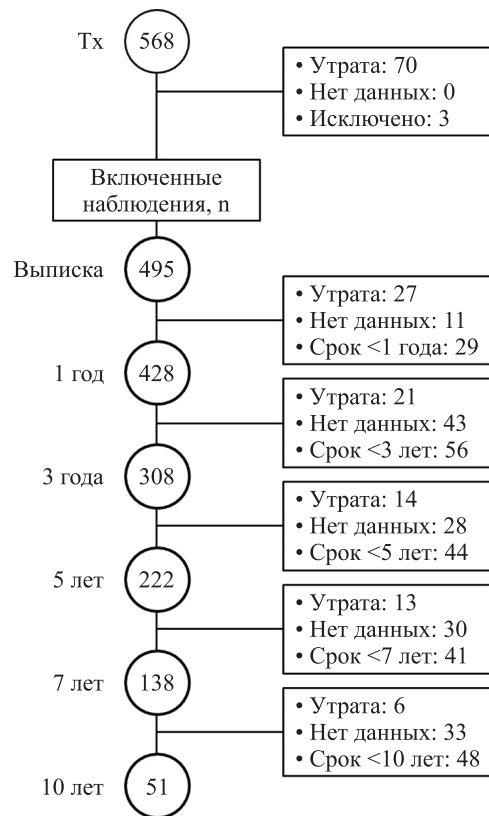 Тх 568
• Утрата: 70
• Нет данных: 0
• Исключено: 3
Включенные
наблюдения, n
Выписка 495
• Утрата: 27
• Нет данных: 11
• Срок <1 года: 29
1 год 428
• Утрата: 21
• Нет данных: 43
• Срок <3 лет: 56
3 года 308
• Утрата: 14
• Нет данных: 28
• Срок <5 лет: 44
5 лет 222
• Утрата: 13
• Нет данных: 30
• Срок <7 лет: 41
7 лет 138
• Утрата: 6
• Нет данных: 33
• Срок <10 лет: 48
10 лет 51